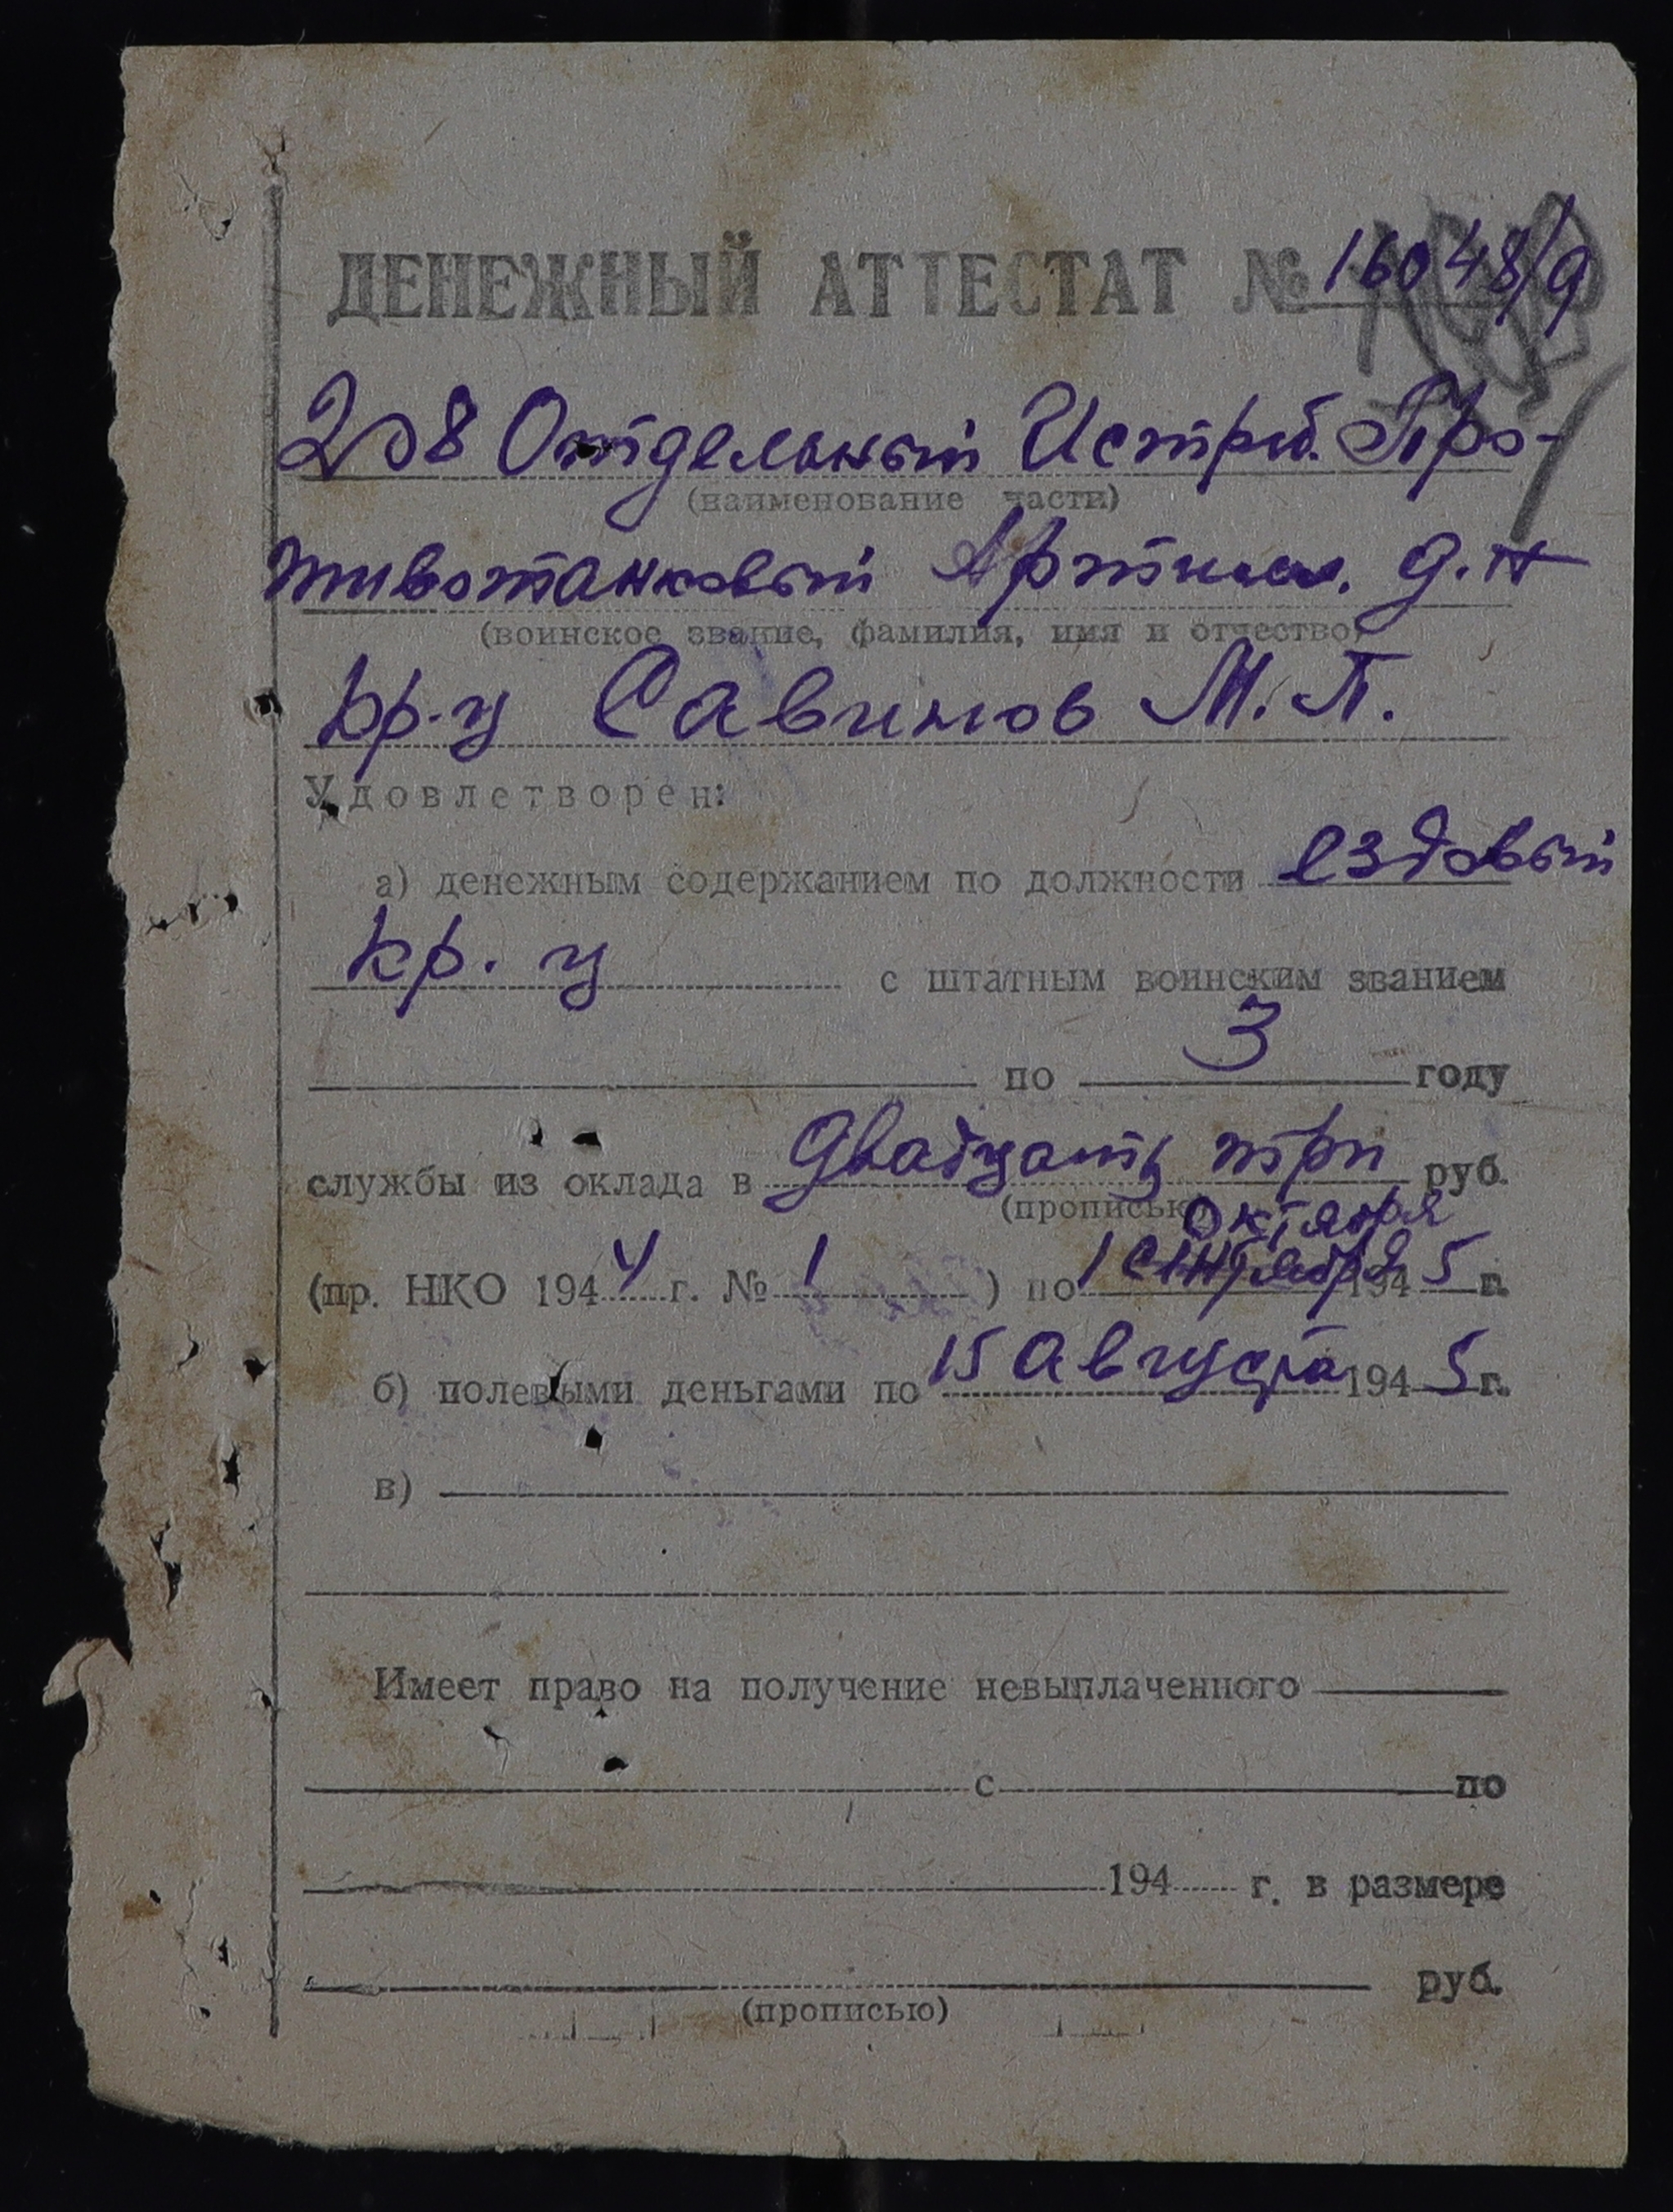 ДЕНЕЖНЫЙ АТТЕСТАТ № 16048/9
208 Отдельный Истреб. Про-
(наименование части)
тивотанковый Артилл. д.н
(воинское звание, фамилия, имя и отчество)
кр-ц Савинов М.П.
Удовлетворен:
а) денежным содержанием по должности ездовый
кр. ц с штатным воинским званием
по 3 году
службы из оклада в двадцать три руб.
(прописью)
октября
(пр. НКО 1944 г. № 1 ) по 1 сентября 1945 г.
б) полевыми деньгами по 15 августа 1945 г.
в)
Имеет право на получение невыплаченного
с по
194 г. в размере
руб.
(прописью)